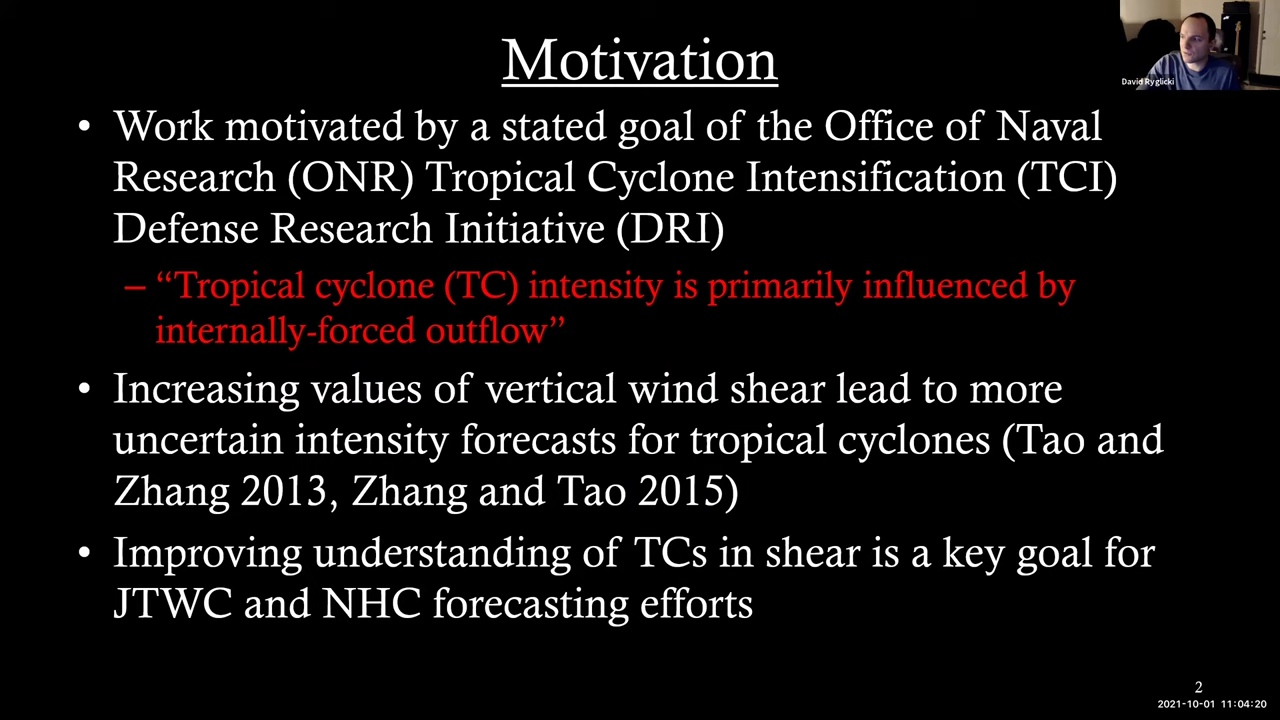 Motivation
David Ryglicki
• Work motivated by a stated goal of the Office of Naval
Research (ONR) Tropical Cyclone Intensification (TCI)
Defense Research Initiative (DRI)
– “Tropical cyclone (TC) intensity is primarily influenced by
internally-forced outflow”
• Increasing values of vertical wind shear lead to more
uncertain intensity forecasts for tropical cyclones (Tao and
Zhang 2013, Zhang and Tao 2015)
• Improving understanding of TCs in shear is a key goal for
JTWC and NHC forecasting efforts
2
2021-10-01 11:04:20